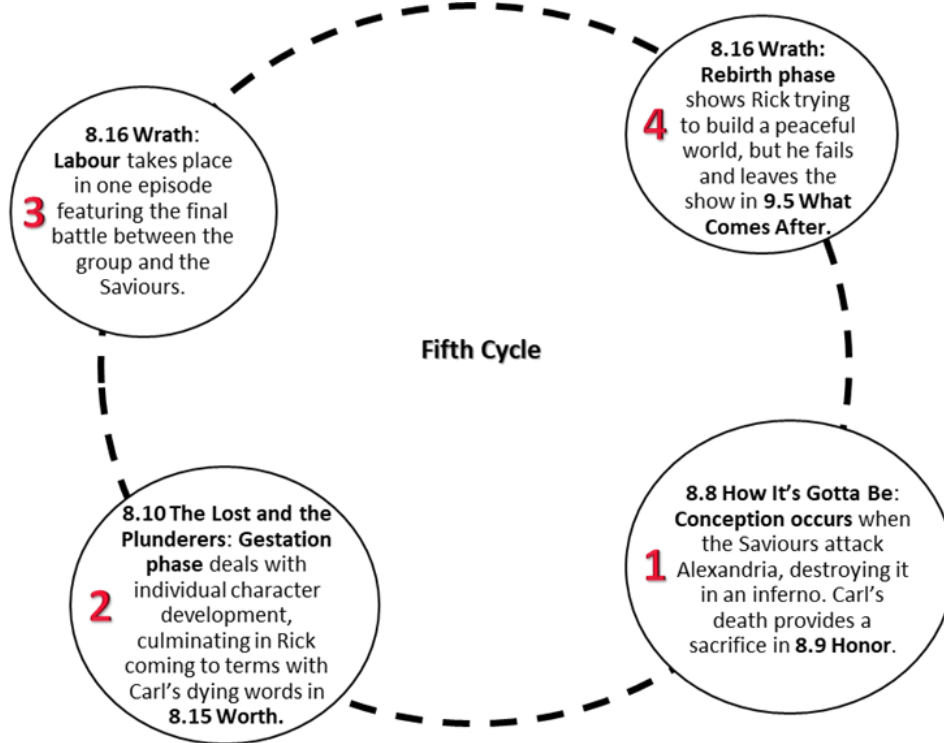 8.16 Wrath:
Rebirth phase
shows Rick trying
to build a peaceful
world, but he fails
and leaves the
show in 9.5 What
Comes After.
4
8.16 Wrath:
Labour takes place
in one episode
featuring the final
battle between the
group and the
Saviours.
3
Fifth Cycle
8.10 The Lost and the
Plunderers: Gestation
phase deals with
individual character
development,
culminating in Rick
coming to terms with
Carl's dying words in
8.15 Worth.
2
8.8 How It's Gotta Be:
Conception occurs when
the Saviours attack
Alexandria, destroying it
in an inferno. Carl's
death provides a
sacrifice in 8.9 Honor.
1